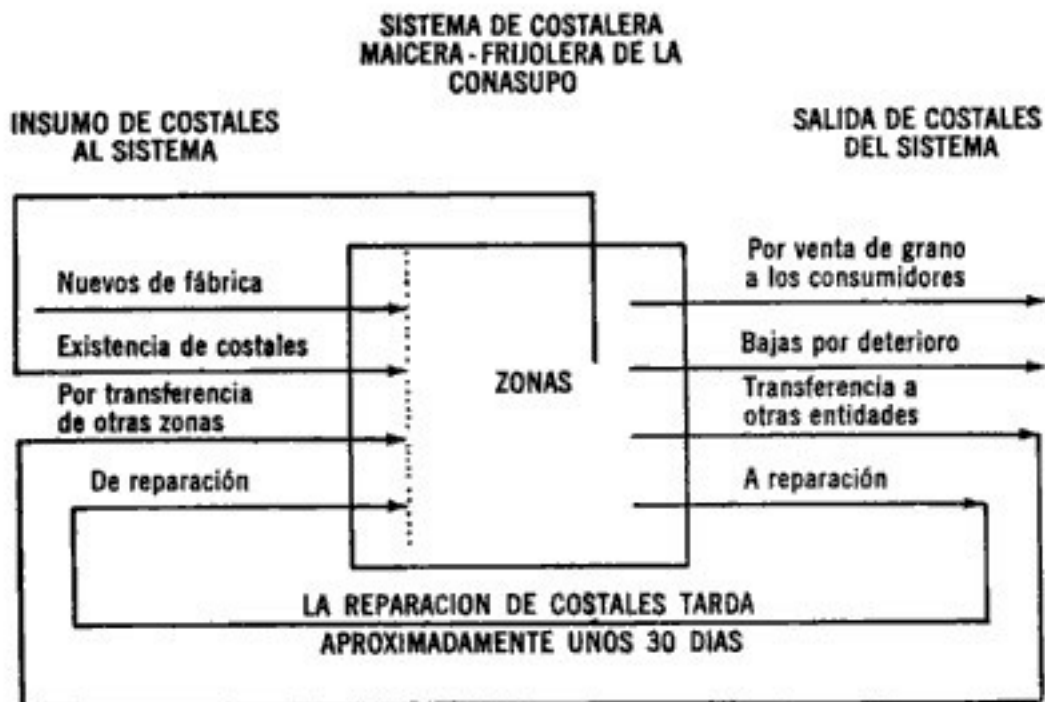 SISTEMA DE COSTALERA
MAICERA-FRIJOLERA DE LA
CONASUPO
INSUMO DE COSTALES
AL SISTEMA
SALIDA DE COSTALES
DEL SISTEMA
Nuevos de fábrica
Existencia de costales
Por transferencia
de otras zonas
De reparación
ZONAS
Por venta de grano
a los consumidores
Bajas por deterioro
Transferencia a
otras entidades
A reparación
LA REPARACION DE COSTALES TARDA
APROXIMADAMENTE UNOS 30 DIAS